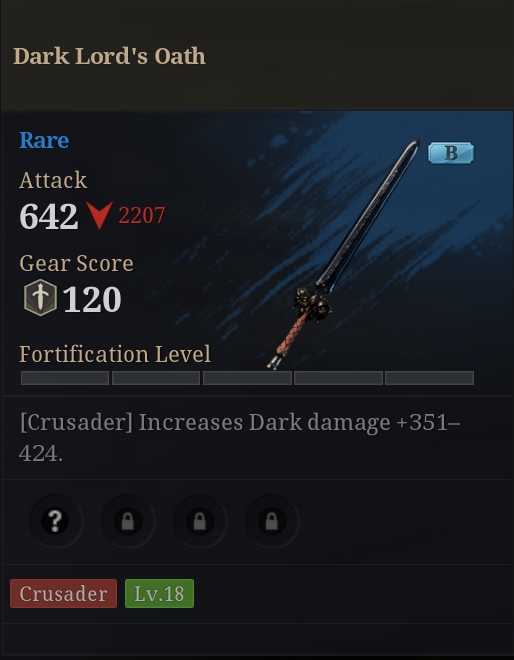 Dark Lord's Oath
Rare
B
Attack
642 2207
Gear Score
120
Fortification Level
[Crusader] Increases Dark damage +351–
424.
?
Crusader Lv.18